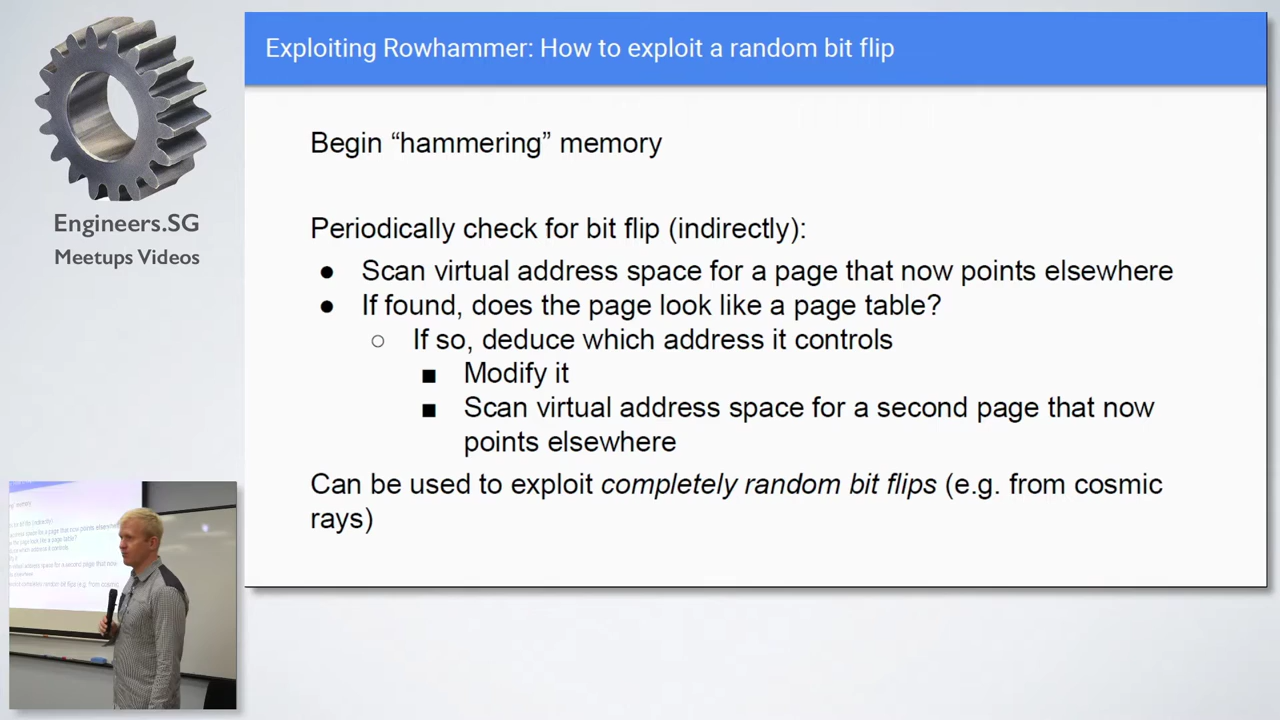 Exploiting Rowhammer: How to exploit a random bit flip
Begin “hammering” memory
Periodically check for bit flip (indirectly):
● Scan virtual address space for a page that now points elsewhere
● If found, does the page look like a page table?
○ If so, deduce which address it controls
■ Modify it
■ Scan virtual address space for a second page that now
points elsewhere
Can be used to exploit completely random bit flips (e.g. from cosmic
rays)
Engineers.SG
Meetups Videos